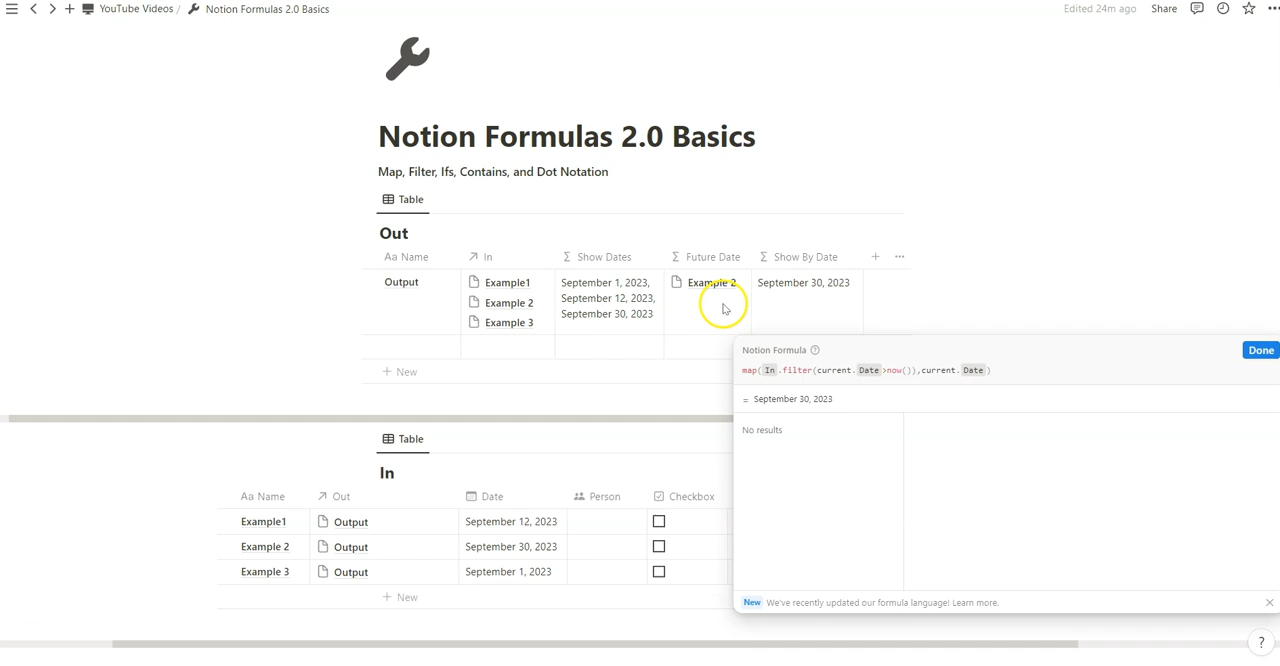 YouTube Videos / Notion Formulas 2.0 Basics Edited 24m ago Share
Notion Formulas 2.0 Basics
Map, Filter, Ifs, Contains, and Dot Notation
Table
Out
Aa Name In Σ Show Dates Σ Future Date Σ Show By Date
Output Example1 September 1, 2023, Example 2 September 30, 2023
Example 2 September 12, 2023,
Example 3 September 30, 2023
+ New
Notion Formula
Done
map( In .filter(current. Date >now()),current. Date )
= September 30, 2023
No results
New We've recently updated our formula language! Learn more.
Table
In
Aa Name Out Date Person Checkbox
Example1 Output September 12, 2023
Example 2 Output September 30, 2023
Example 3 Output September 1, 2023
+ New
?